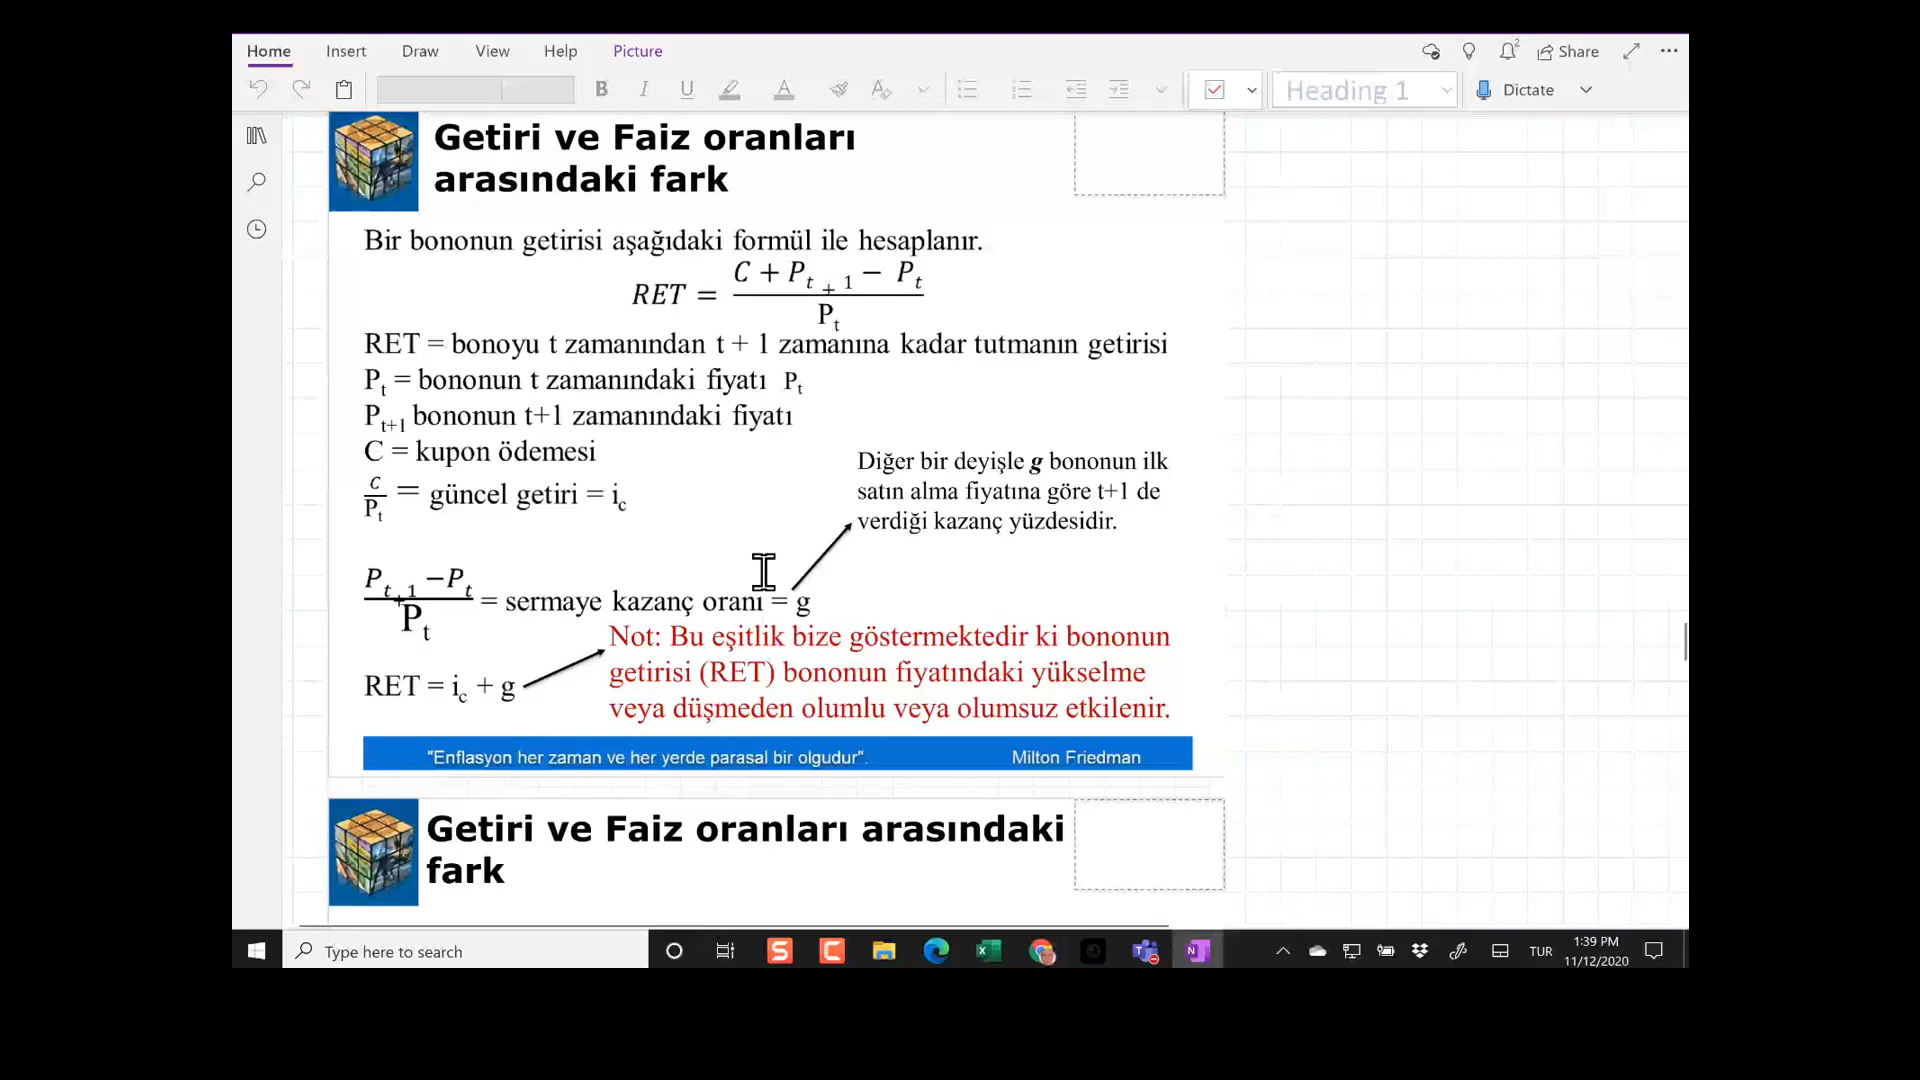 Home Insert Draw View Help Picture
2
Share
Heading 1
Dictate
Getiri ve Faiz oranları
arasındaki fark
Bir bononun getirisi aşağıdaki formül ile hesaplanır.
RET = (C + Pt + 1 − Pt) / Pt
RET = bonoyu t zamanından t + 1 zamanına kadar tutmanın getirisi
Pt = bononun t zamanındaki fiyatı Pt
Pt+1 bononun t+1 zamanındaki fiyatı
C = kupon ödemesi
C / Pt = güncel getiri = ic
Diğer bir deyişle g bononun ilk
satın alma fiyatına göre t+1 de
verdiği kazanç yüzdesidir.
(Pt+1 − Pt) / Pt = sermaye kazanç oranı = g
Not: Bu eşitlik bize göstermektedir ki bononun
getirisi (RET) bononun fiyatındaki yükselme
veya düşmeden olumlu veya olumsuz etkilenir.
RET = ic + g
"Enflasyon her zaman ve her yerde parasal bir olgudur". Milton Friedman
Getiri ve Faiz oranları arasındaki
fark
Type here to search
TUR
1:39 PM
11/12/2020